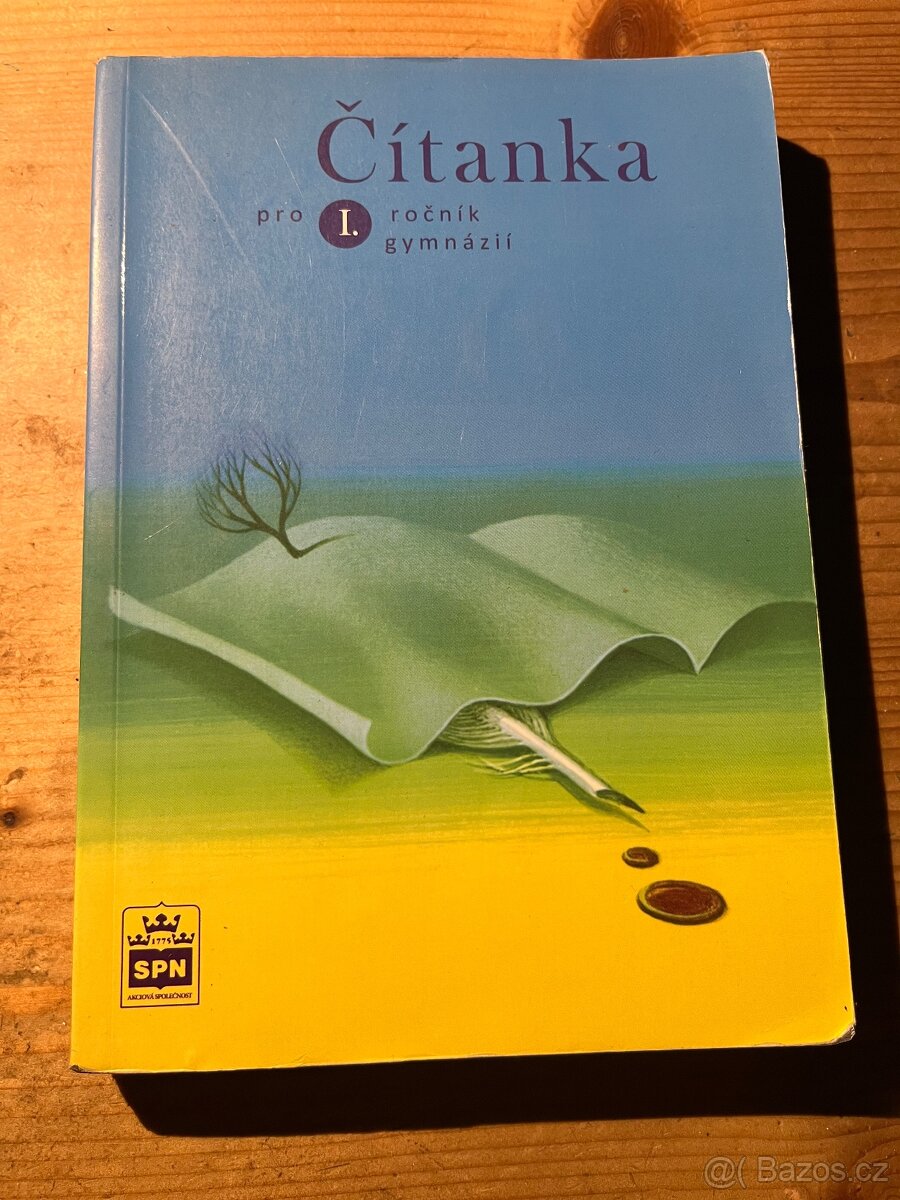 Čítanka
pro I. ročník
gymnázií
1775
SPN
AKCIOVÁ SPOLEČNOST
@( Bazos.cz